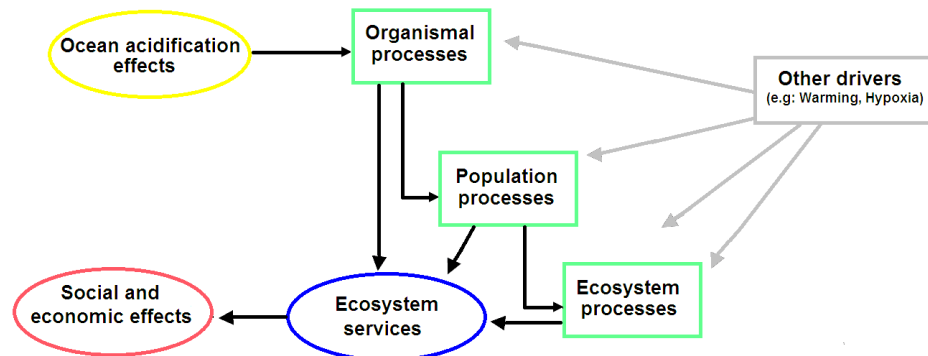 Ocean acidification
effects
Organismal
processes
Other drivers
(e.g: Warming, Hypoxia)
Population
processes
Ecosystem
processes
Social and
economic effects
Ecosystem
services